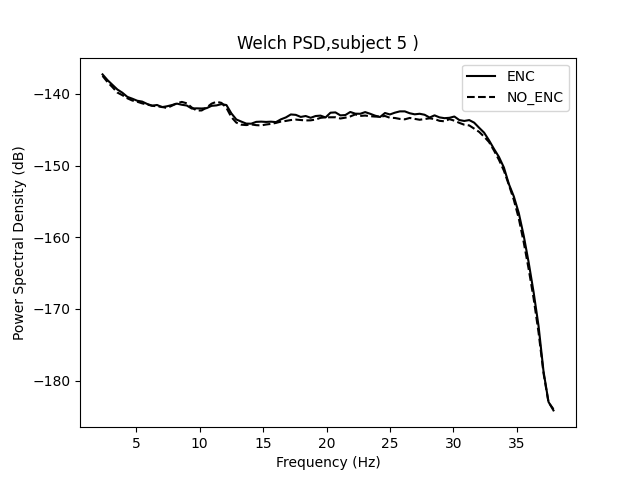 Welch PSD,subject 5 )
ENC
NO_ENC
−140
−150
−160
−170
−180
Power Spectral Density (dB)
5
10
15
20
25
30
35
Frequency (Hz)